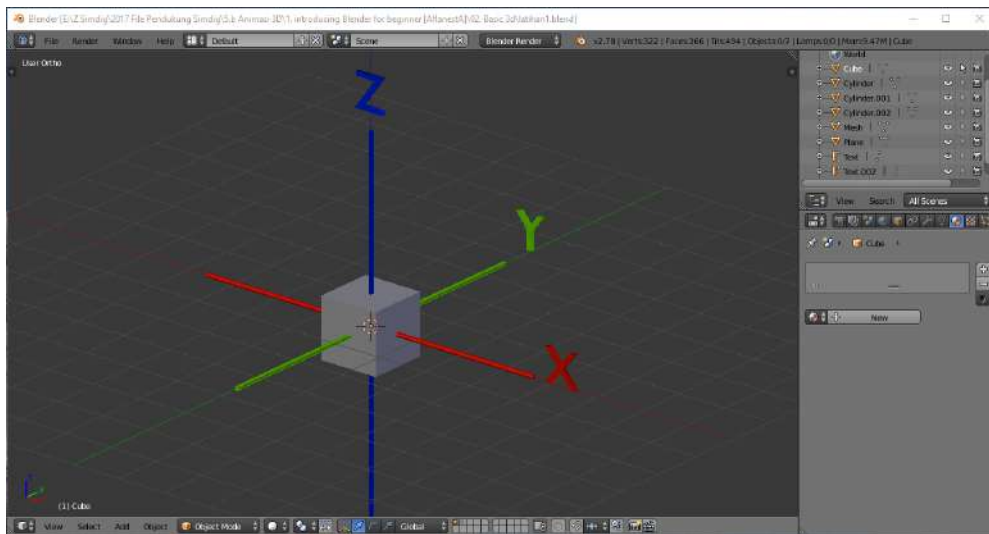 Blender [E:\Z Simdig\2017 File Pendukung Simdig\3.b Animasi 3D\1. introducing Blender for beginner [AlfianestA]\02. Basic 3d\latihan1.blend]
File Render Window Help Default Scene Blender Render v2.78 | Verts:322 | Faces:366 | Tris:494 | Objects:0/7 | Lamps:0/0 | Mem:9.47M | Cube
User Ortho
World
Cube
Cylinder
Cylinder.001
Cylinder.002
Mesh
Plane
Text
Text.002
View Search All Scenes
Cube
New
Z
Y
X
(1) Cube
View Select Add Object Object Mode Global